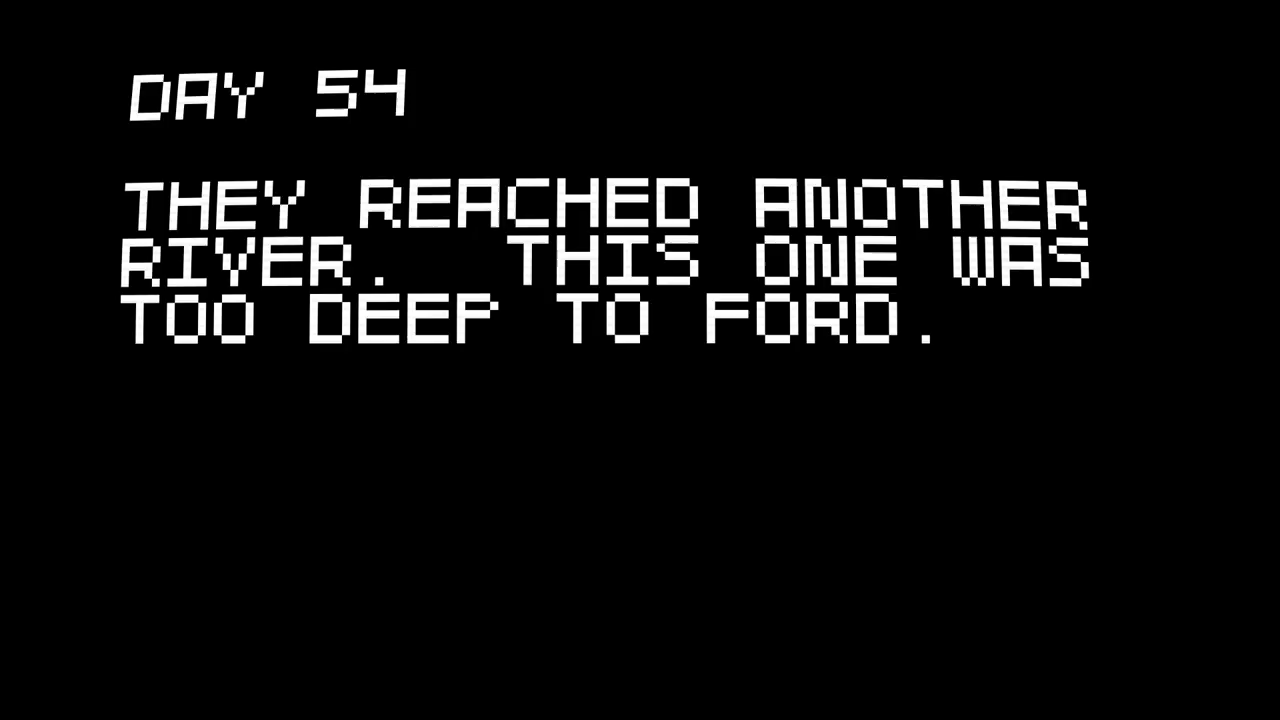 DAY 54
THEY REACHED ANOTHER
RIVER.  THIS ONE WAS
TOO DEEP TO FORD.